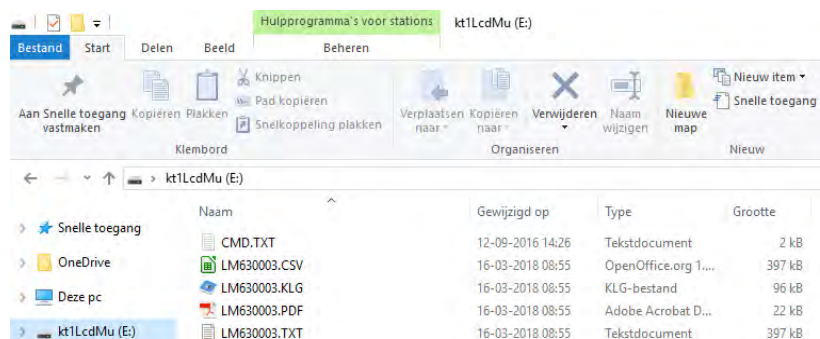 Hulpprogramma's voor stations kt1LcdMu (E:)
Bestand Start Delen Beeld Beheren
Aan Snelle toegang vastmaken
Kopiëren
Plakken
Knippen
Pad kopiëren
Snelkoppeling plakken
Verplaatsen naar
Kopiëren naar
Verwijderen
Naam wijzigen
Nieuwe map
Nieuw item
Snelle toegang
Klembord Organiseren Nieuw
kt1LcdMu (E:)
Snelle toegang
OneDrive
Deze pc
kt1LcdMu (E:)
Naam Gewijzigd op Type Grootte
CMD.TXT 12-09-2016 14:26 Tekstdocument 2 kB
LM630003.CSV 16-03-2018 08:55 OpenOffice.org 1.... 397 kB
LM630003.KLG 16-03-2018 08:55 KLG-bestand 96 kB
LM630003.PDF 16-03-2018 08:55 Adobe Acrobat D... 22 kB
LM630003.TXT 16-03-2018 08:55 Tekstdocument 397 kB